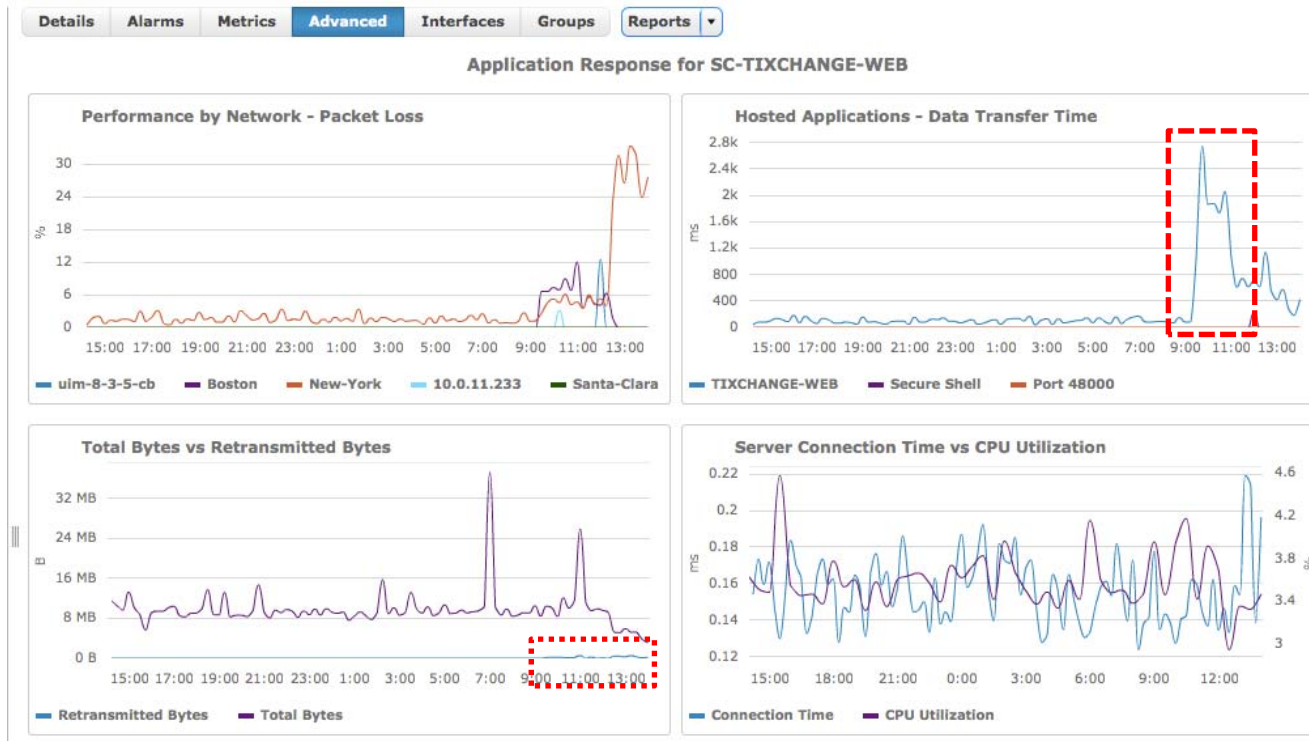 Details Alarms Metrics Advanced Interfaces Groups Reports
Application Response for SC-TIXCHANGE-WEB
Performance by Network - Packet Loss
30
24
18
12
6
0
%
15:00 17:00 19:00 21:00 23:00 1:00 3:00 5:00 7:00 9:00 11:00 13:00
uim-8-3-5-cb Boston New-York 10.0.11.233 Santa-Clara
Hosted Applications - Data Transfer Time
2.8k
2.4k
2k
1.6k
1.2k
800
400
0
ms
15:00 17:00 19:00 21:00 23:00 1:00 3:00 5:00 7:00 9:00 11:00 13:00
TIXCHANGE-WEB Secure Shell Port 48000
Total Bytes vs Retransmitted Bytes
32 MB
24 MB
16 MB
8 MB
0 B
B
15:00 17:00 19:00 21:00 23:00 1:00 3:00 5:00 7:00 9:00 11:00 13:00
Retransmitted Bytes Total Bytes
Server Connection Time vs CPU Utilization
0.22
0.2
0.18
0.16
0.14
0.12
ms
4.6
4.2
3.8
3.4
3
%
15:00 18:00 21:00 0:00 3:00 6:00 9:00 12:00
Connection Time CPU Utilization